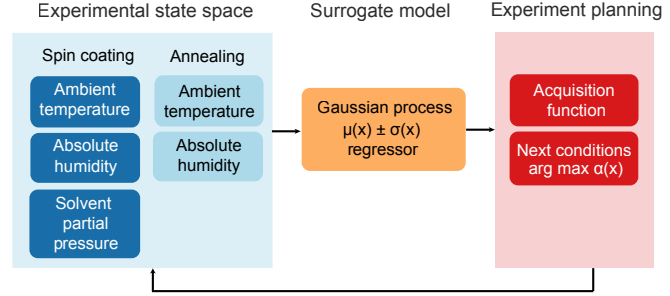 Experimental state space
Surrogate model
Experiment planning
Spin coating
Annealing
Ambient
temperature
Absolute
humidity
Solvent
partial
pressure
Ambient
temperature
Absolute
humidity
Gaussian process
μ(x) ± σ(x)
regressor
Acquisition
function
Next conditions
arg max α(x)